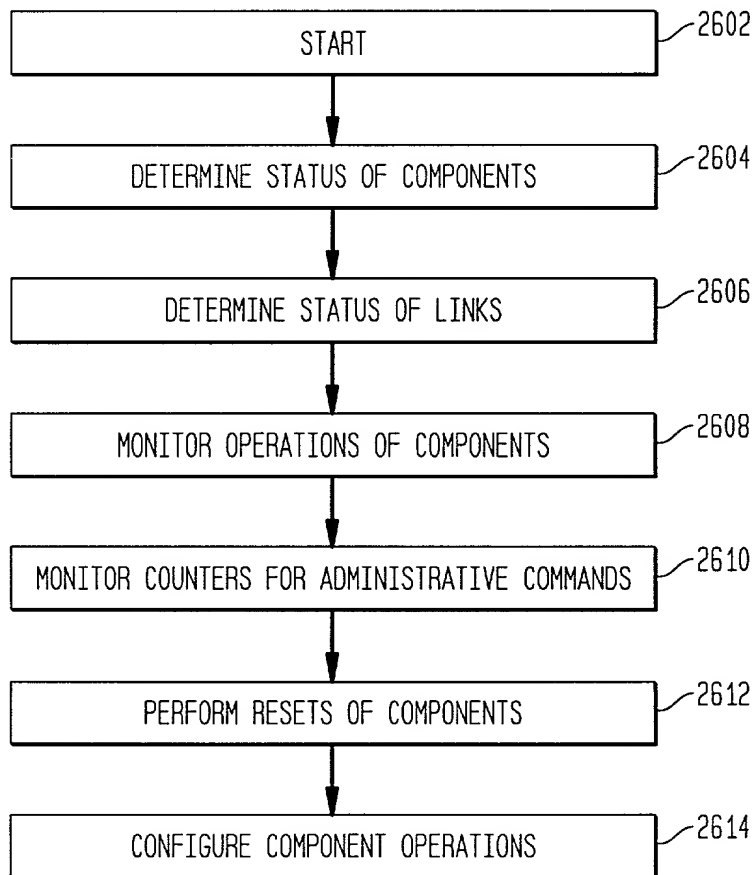 START 2602
DETERMINE STATUS OF COMPONENTS 2604
DETERMINE STATUS OF LINKS 2606
MONITOR OPERATIONS OF COMPONENTS 2608
MONITOR COUNTERS FOR ADMINISTRATIVE COMMANDS 2610
PERFORM RESETS OF COMPONENTS 2612
CONFIGURE COMPONENT OPERATIONS 2614